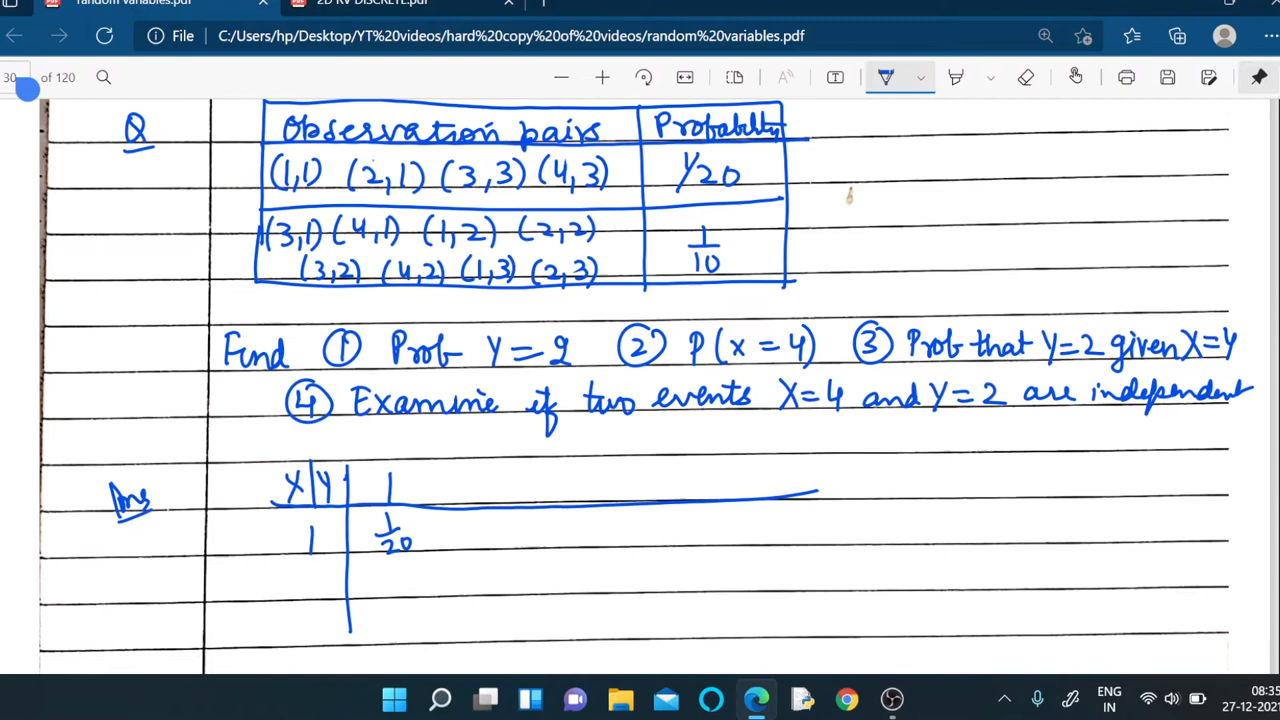 random variables.pdf
2D RV DISCRETE.pdf
File C:/Users/hp/Desktop/YT%20videos/hard%20copy%20of%20videos/random%20variables.pdf
30 of 120
Q
Observation pairs Probability
(1,1) (2,1) (3,3) (4,3) 1/20
(3,1) (4,1) (1,2) (2,2)
(3,2) (4,2) (1,3) (2,3) 1/10
Find ① Prob Y=2 ② P(x=4) ③ Prob that Y=2 given X=4
④ Examine if two events X=4 and Y=2 are independent
Ans
X|Y 1
1 1/20
ENG
IN
08:35
27-12-202